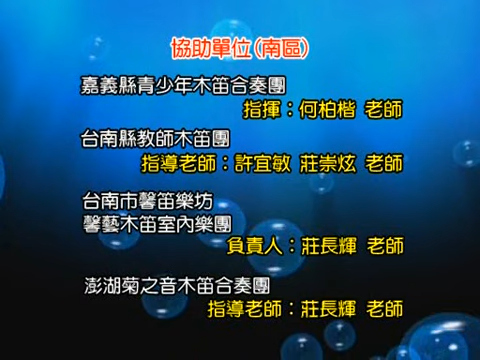 協助單位(南區)
嘉義縣青少年木笛合奏團
指揮：何柏楷 老師
台南縣教師木笛團
指導老師：許宜敏 莊崇炫 老師
台南市馨笛樂坊
馨藝木笛室內樂團
負責人：莊長輝 老師
澎湖菊之音木笛合奏團
指導老師：莊長輝 老師